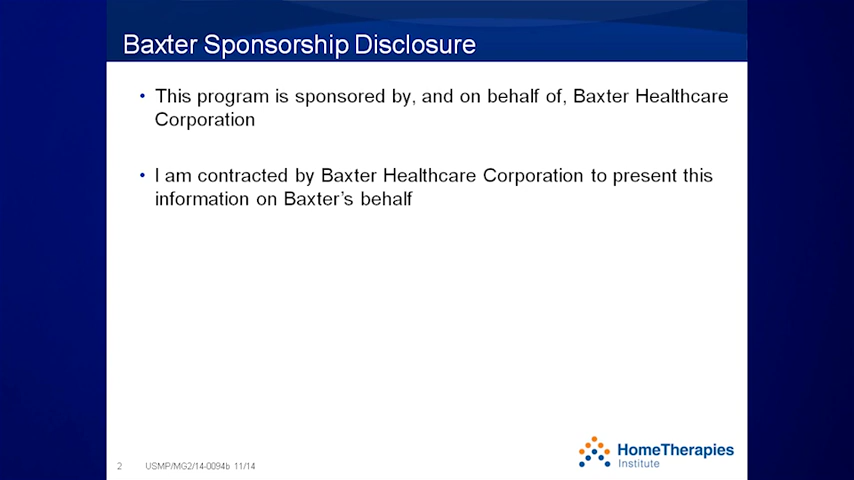 Baxter Sponsorship Disclosure
• This program is sponsored by, and on behalf of, Baxter Healthcare
Corporation
• I am contracted by Baxter Healthcare Corporation to present this
information on Baxter's behalf
HomeTherapies
Institute
2 USMP/MG2/14-0094b 11/14